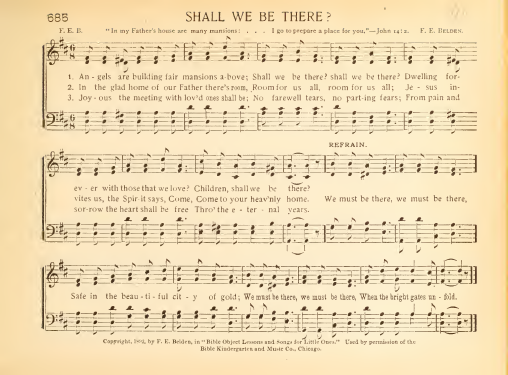 685 SHALL WE BE THERE?
F. E. B. "In my Father's house are many mansions: . . . I go to prepare a place for you."—John 14:2. F. E. BELDEN.
1. An - gels are building fair mansions a-bove; Shall we be there? shall we be there? Dwelling for-
2. In the glad home of our Father there's room, Room for us all, room for us all; Je - sus in-
3. Joy - ous the meeting with lov'd ones shall be; No farewell tears, no part-ing fears; From pain and
REFRAIN.
ev - er with those that we love? Children, shall we be there?
vites us, the Spir it says, Come, Come to your heav'nly home. We must be there, we must be there,
sor-row the heart shall be free Thro' the e - ter - nal years.
Safe in the beau - ti - ful cit - y of gold; We must be there, we must be there, When the bright gates un - fold.
Copyright, by F. E. Belden, in "Bible Object Lessons and Songs for Little Ones." Used by permission of the
Bible Kindergarten and Music Co., Chicago.